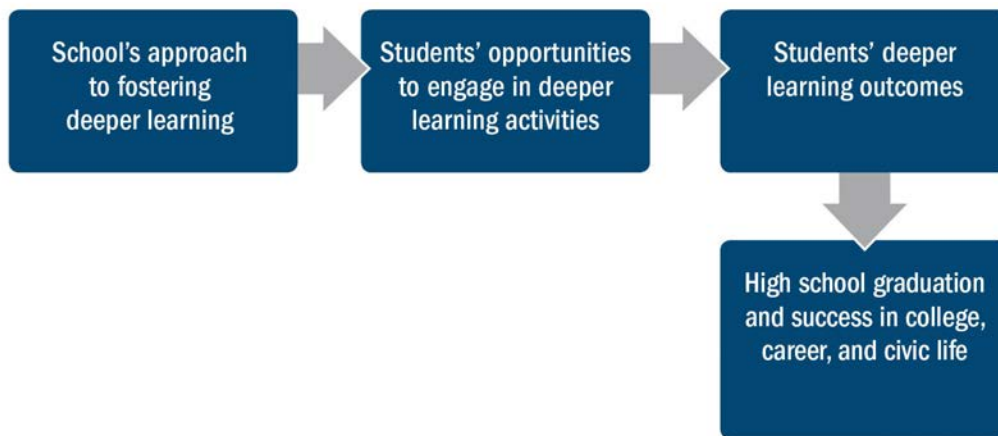 School’s approach
to fostering
deeper learning
Students’ opportunities
to engage in deeper
learning activities
Students’ deeper
learning outcomes
High school graduation
and success in college,
career, and civic life